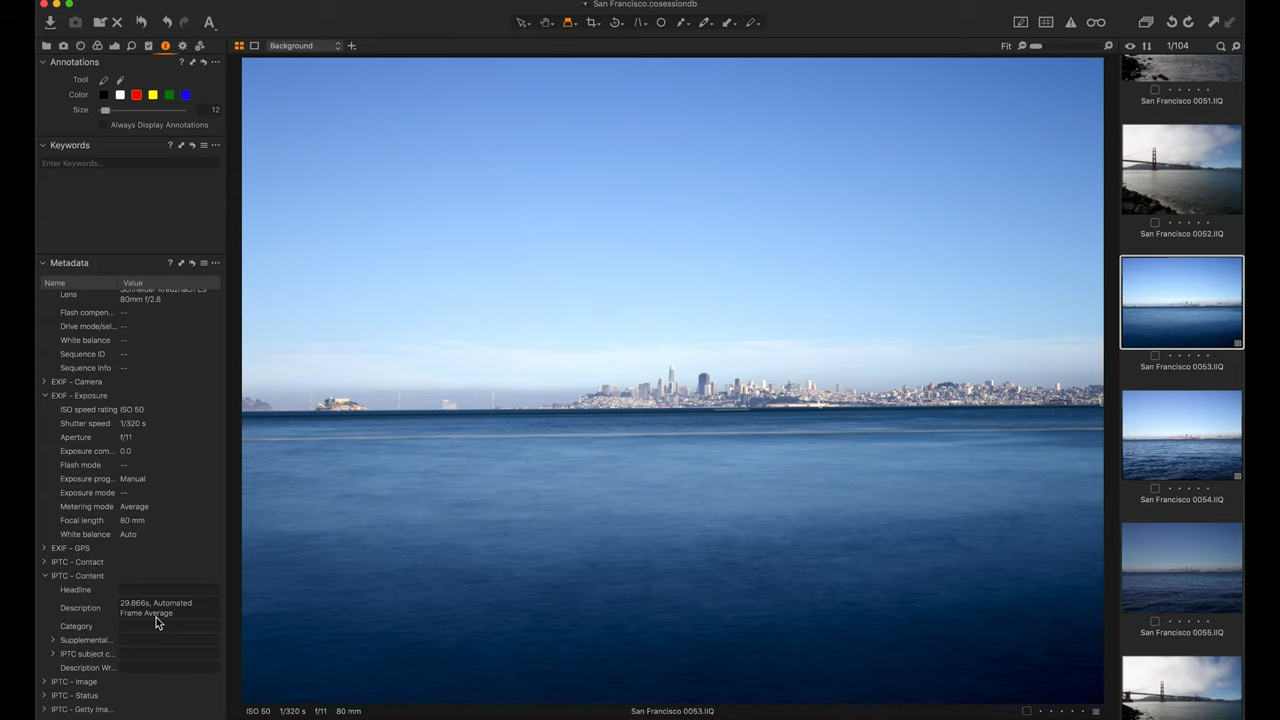 San Francisco.cosessiondb
Background
Fit
1/104
Annotations
Tool
Color
Size
12
Always Display Annotations
Keywords
Enter Keywords...
Metadata
Name Value
Lens
80mm f/2.8
Flash compen... --
Drive mode/sel... --
White balance --
Sequence ID --
Sequence Info --
EXIF - Camera
EXIF - Exposure
ISO speed rating ISO 50
Shutter speed 1/320 s
Aperture f/11
Exposure com... 0.0
Flash mode --
Exposure prog... Manual
Exposure mode --
Metering mode Average
Focal length 80 mm
White balance Auto
EXIF - GPS
IPTC - Contact
IPTC - Content
Headline
Description 29.866s, Automated
Frame Average
Category
Supplemental...
IPTC subject c...
Description Wr...
IPTC - Image
IPTC - Status
IPTC - Getty Ima...
ISO 50 1/320 s f/11 80 mm
San Francisco 0053.IIQ
San Francisco 0051.IIQ
San Francisco 0052.IIQ
San Francisco 0053.IIQ
San Francisco 0054.IIQ
San Francisco 0055.IIQ